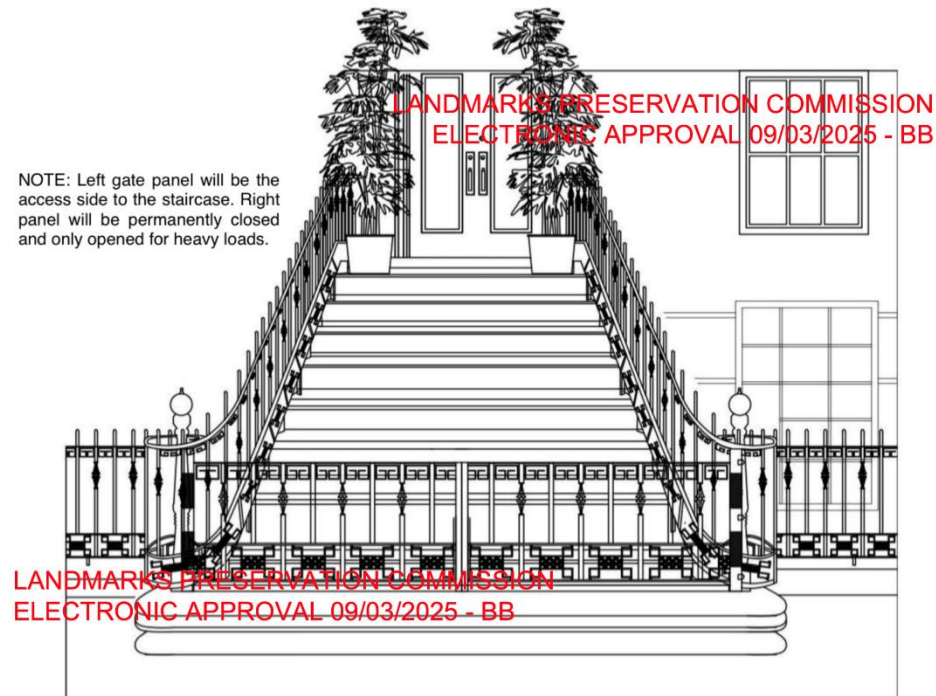 LANDMARKS PRESERVATION COMMISSION
ELECTRONIC APPROVAL 09/03/2025 - BB
NOTE: Left gate panel will be the
access side to the staircase. Right
panel will be permanently closed
and only opened for heavy loads.
LANDMARKS PRESERVATION COMMISSION
ELECTRONIC APPROVAL 09/03/2025 - BB